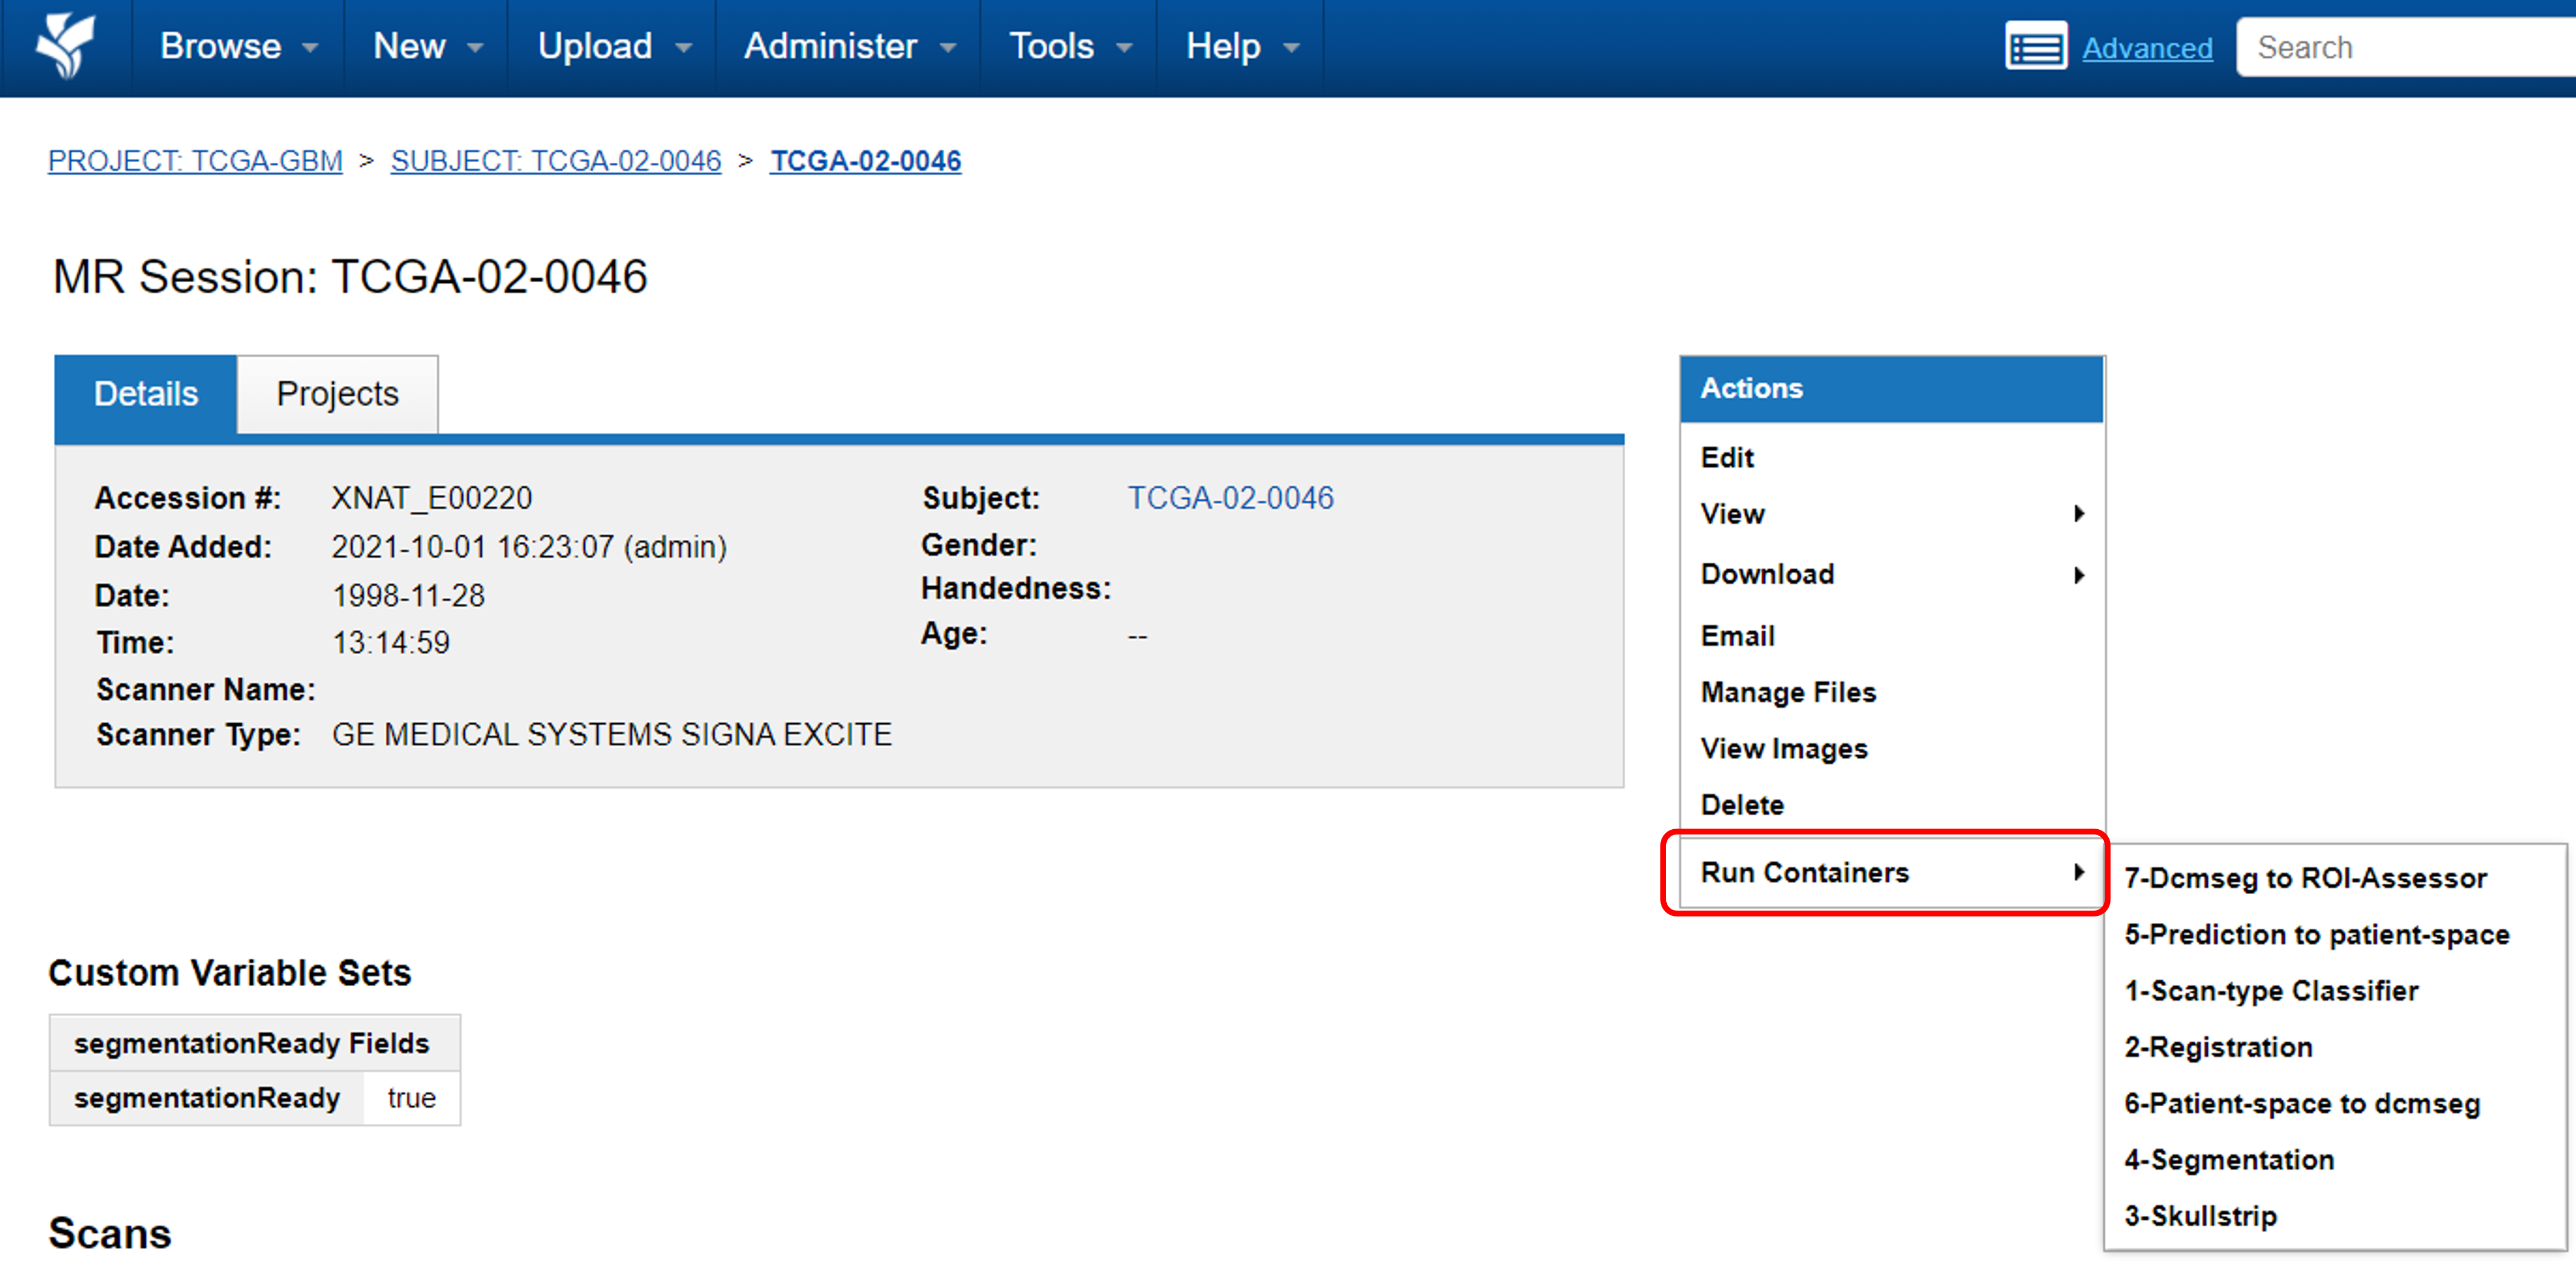 Browse New Upload Administer Tools Help Advanced Search
PROJECT: TCGA-GBM > SUBJECT: TCGA-02-0046 > TCGA-02-0046
MR Session: TCGA-02-0046
Details Projects
Accession #: XNAT_E00220
Date Added: 2021-10-01 16:23:07 (admin)
Date: 1998-11-28
Time: 13:14:59
Scanner Name:
Scanner Type: GE MEDICAL SYSTEMS SIGNA EXCITE
Subject: TCGA-02-0046
Gender:
Handedness:
Age: --
Actions
Edit
View
Download
Email
Manage Files
View Images
Delete
Run Containers
7-Dcmseg to ROI-Assessor
5-Prediction to patient-space
1-Scan-type Classifier
2-Registration
6-Patient-space to dcmseg
4-Segmentation
3-Skullstrip
Custom Variable Sets
segmentationReady Fields
segmentationReady true
Scans